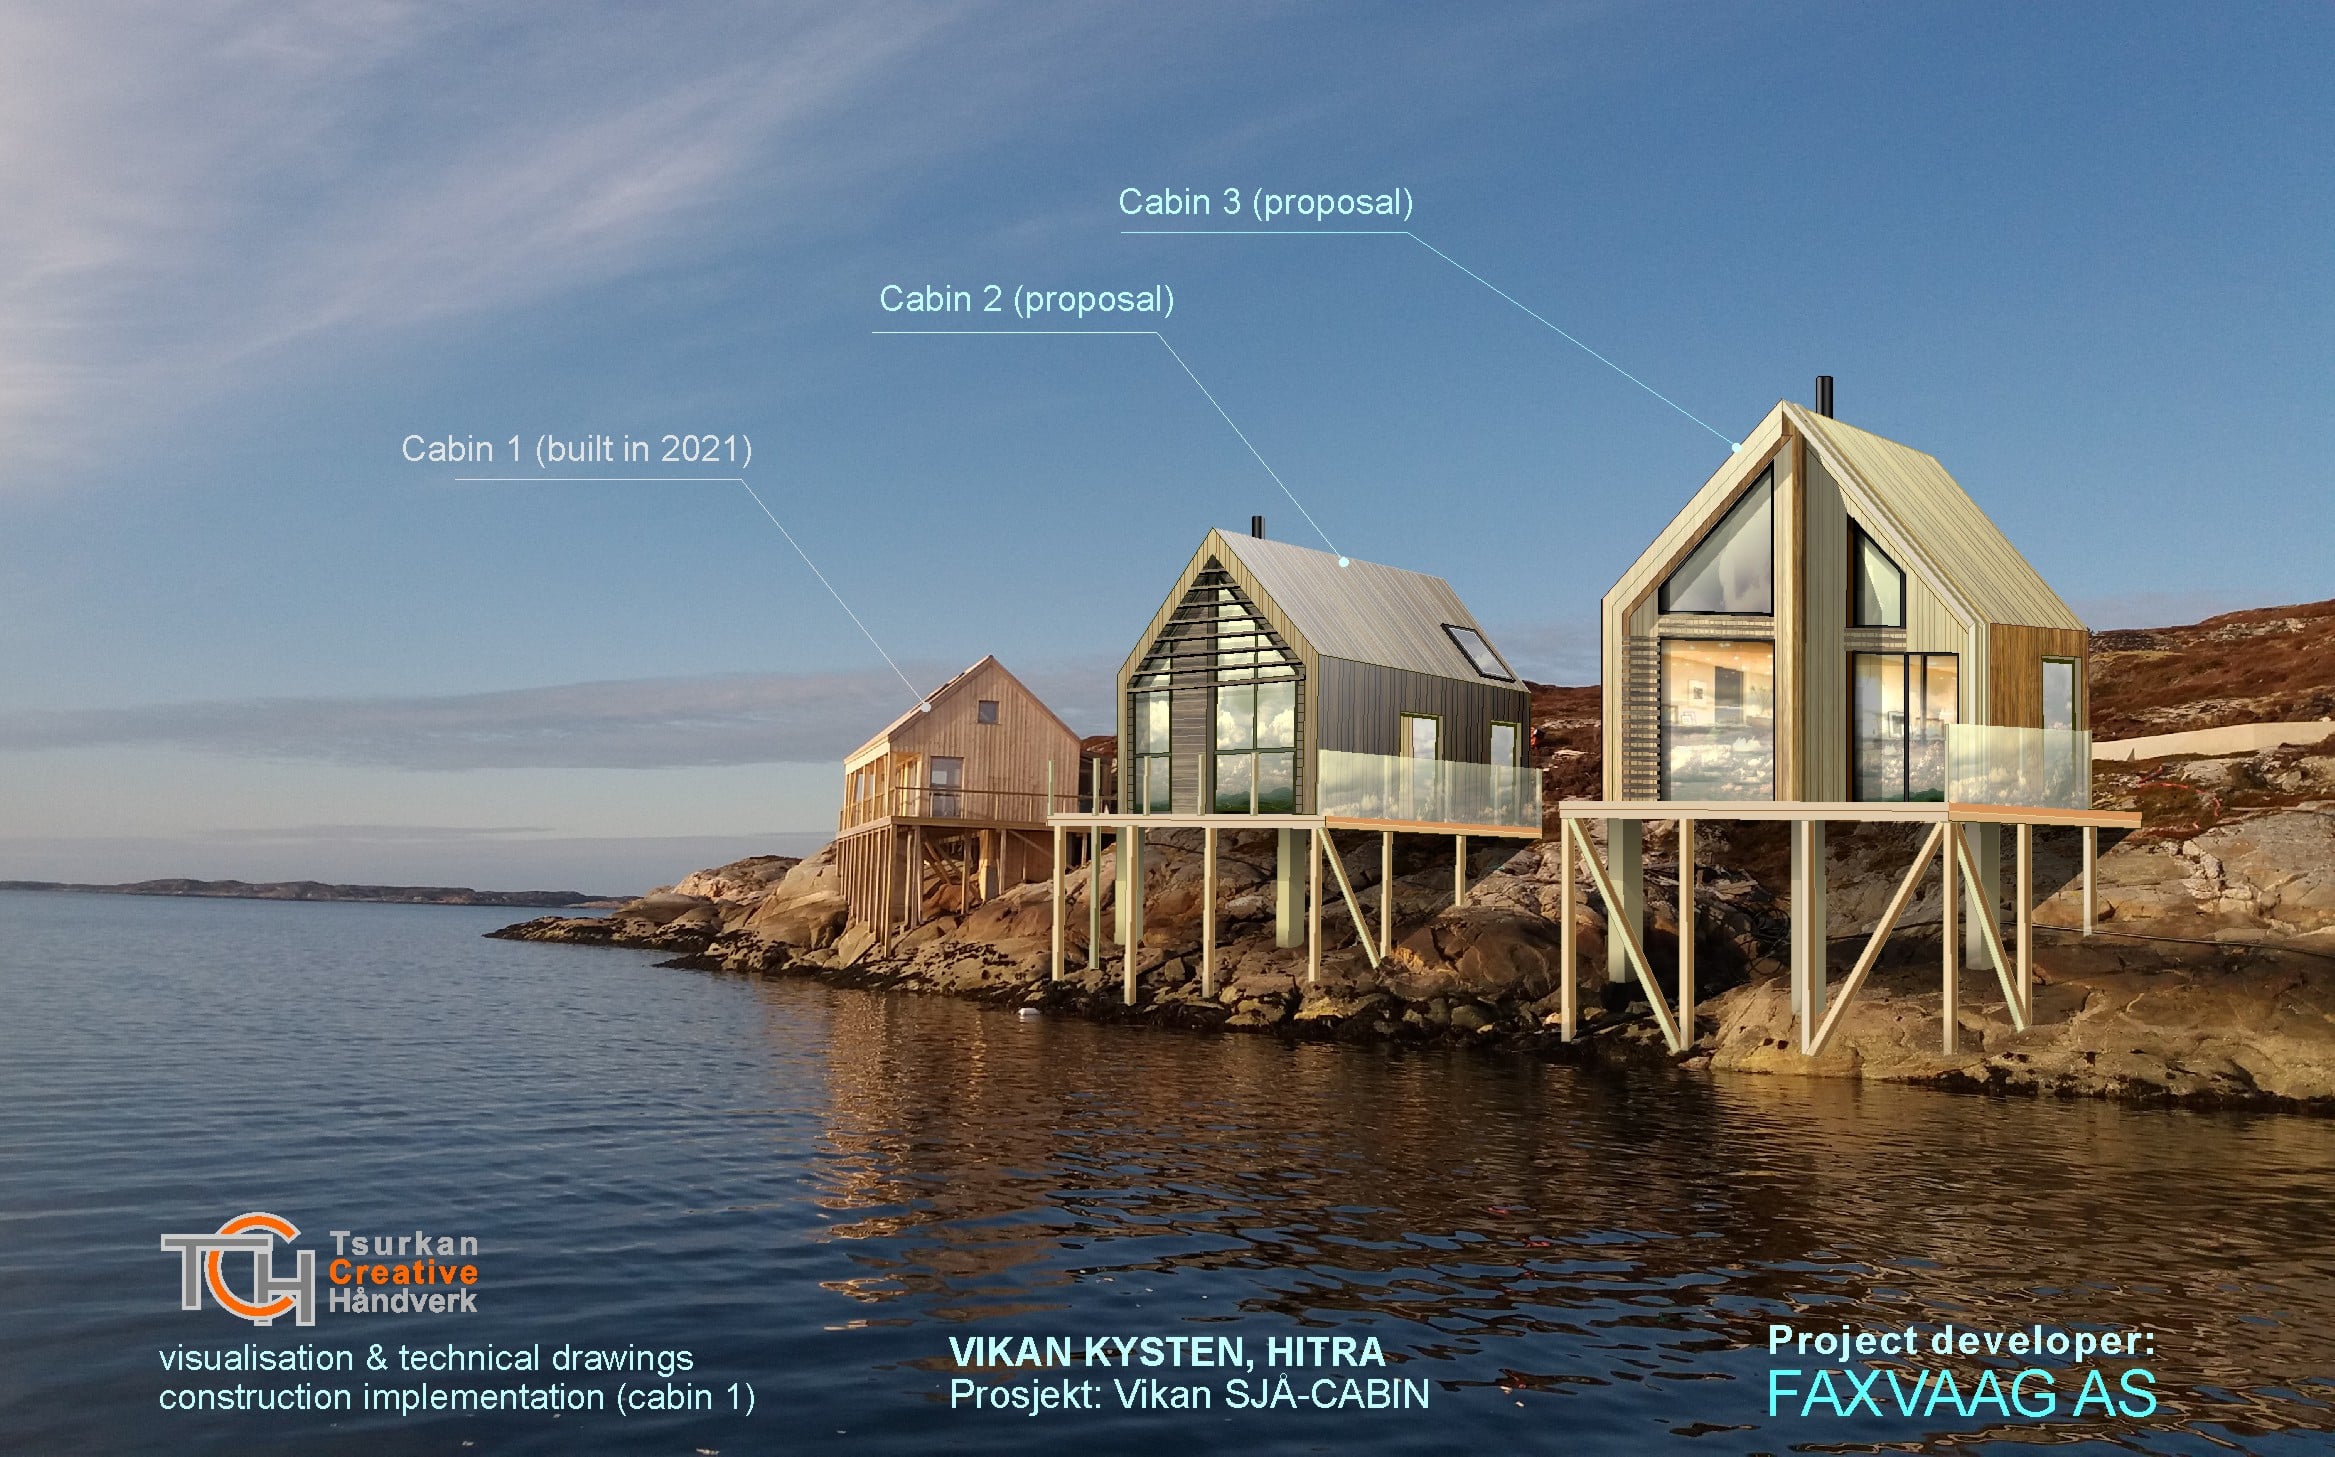 Cabin 3 (proposal)
Cabin 2 (proposal)
Cabin 1 (built in 2021)
TCH
Tsurkan
Creative
Håndverk
visualisation & technical drawings
construction implementation (cabin 1)
VIKAN KYSTEN, HITRA
Prosjekt: Vikan SJÅ-CABIN
Project developer:
FAXVAAG AS